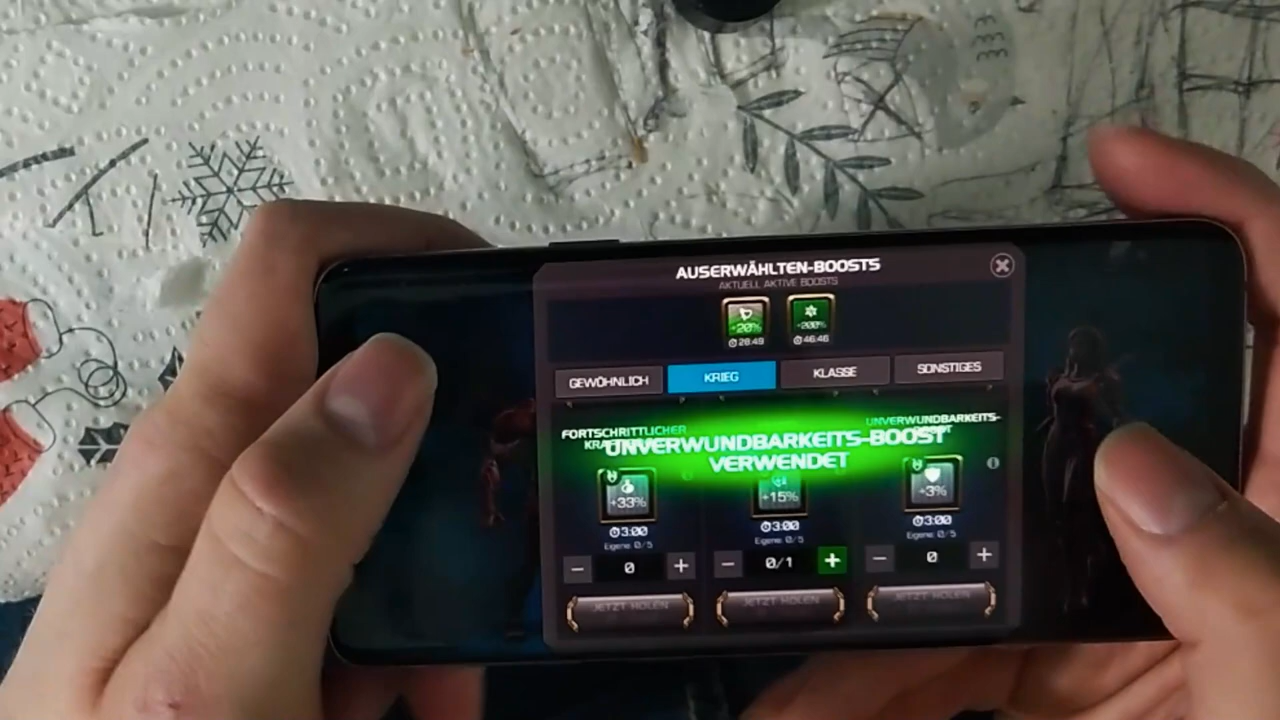 AUSERWÄHLTEN-BOOSTS
AKTUELL AKTIVE BOOSTS
+20%
+200%
28:49
46:46
GEWÖHNLICH
KRIEG
KLASSE
SONSTIGES
FORTSCHRITTLICHER
UNVERWUNDBARKEITS-
UNVERWUNDBARKEITS-BOOST
VERWENDET
+33%
+15%
+3%
3:00
3:00
3:00
Eigene: 0/5
Eigene: 0/5
Eigene: 0/5
− 0 +
− 0/1 +
− 0 +
JETZT HOLEN
JETZT HOLEN
JETZT HOLEN